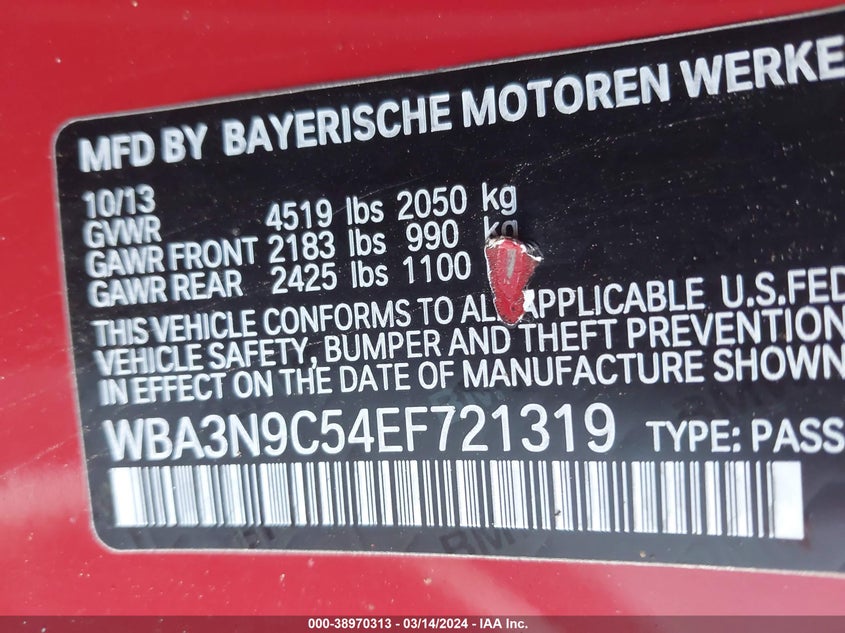 MFD BY BAYERISCHE MOTOREN WERKE
10/13
GVWR 4519 lbs 2050 kg
GAWR FRONT 2183 lbs 990 kg
GAWR REAR 2425 lbs 1100
THIS VEHICLE CONFORMS TO ALL APPLICABLE U.S.FED
VEHICLE SAFETY, BUMPER AND THEFT PREVENTION
IN EFFECT ON THE DATE OF MANUFACTURE SHOWN
WBA3N9C54EF721319 TYPE: PASS
000-38970313 - 03/14/2024 - IAA Inc.